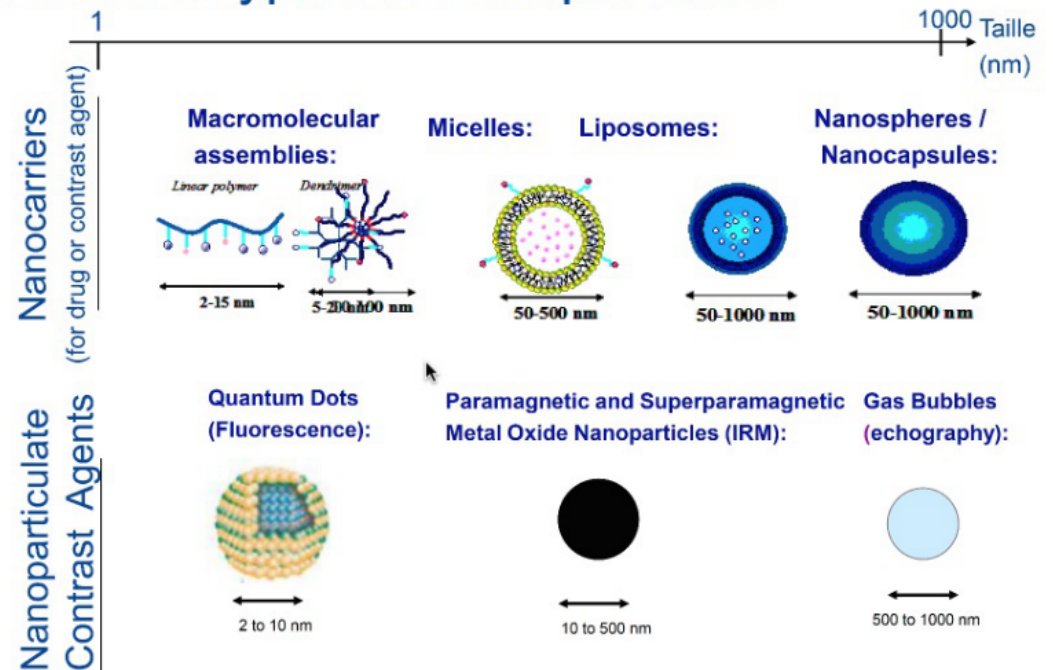 1
1000
Taille
(nm)
Nanocarriers
(for drug or contrast agent)
Macromolecular
assemblies:
Micelles:
Liposomes:
Nanospheres /
Nanocapsules:
Linear polymer
Dendrimer
2-15 nm
50-500 nm
50-1000 nm
50-1000 nm
Nanoparticulate
Contrast Agents
Quantum Dots
(Fluorescence):
Paramagnetic and Superparamagnetic
Metal Oxide Nanoparticles (IRM):
Gas Bubbles
(echography):
2 to 10 nm
10 to 500 nm
500 to 1000 nm